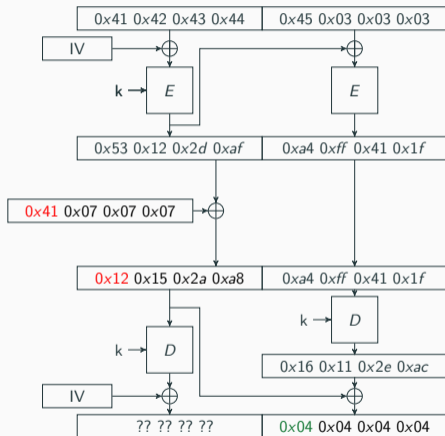 0x41 0x42 0x43 0x44 0x45 0x03 0x03 0x03
IV
k E E
0x53 0x12 0x2d 0xaf 0xa4 0xff 0x41 0x1f
0x41 0x07 0x07 0x07
0x12 0x15 0x2a 0xa8 0xa4 0xff 0x41 0x1f
k D
k D
0x16 0x11 0x2e 0xac
IV
?? ?? ?? ?? 0x04 0x04 0x04 0x04